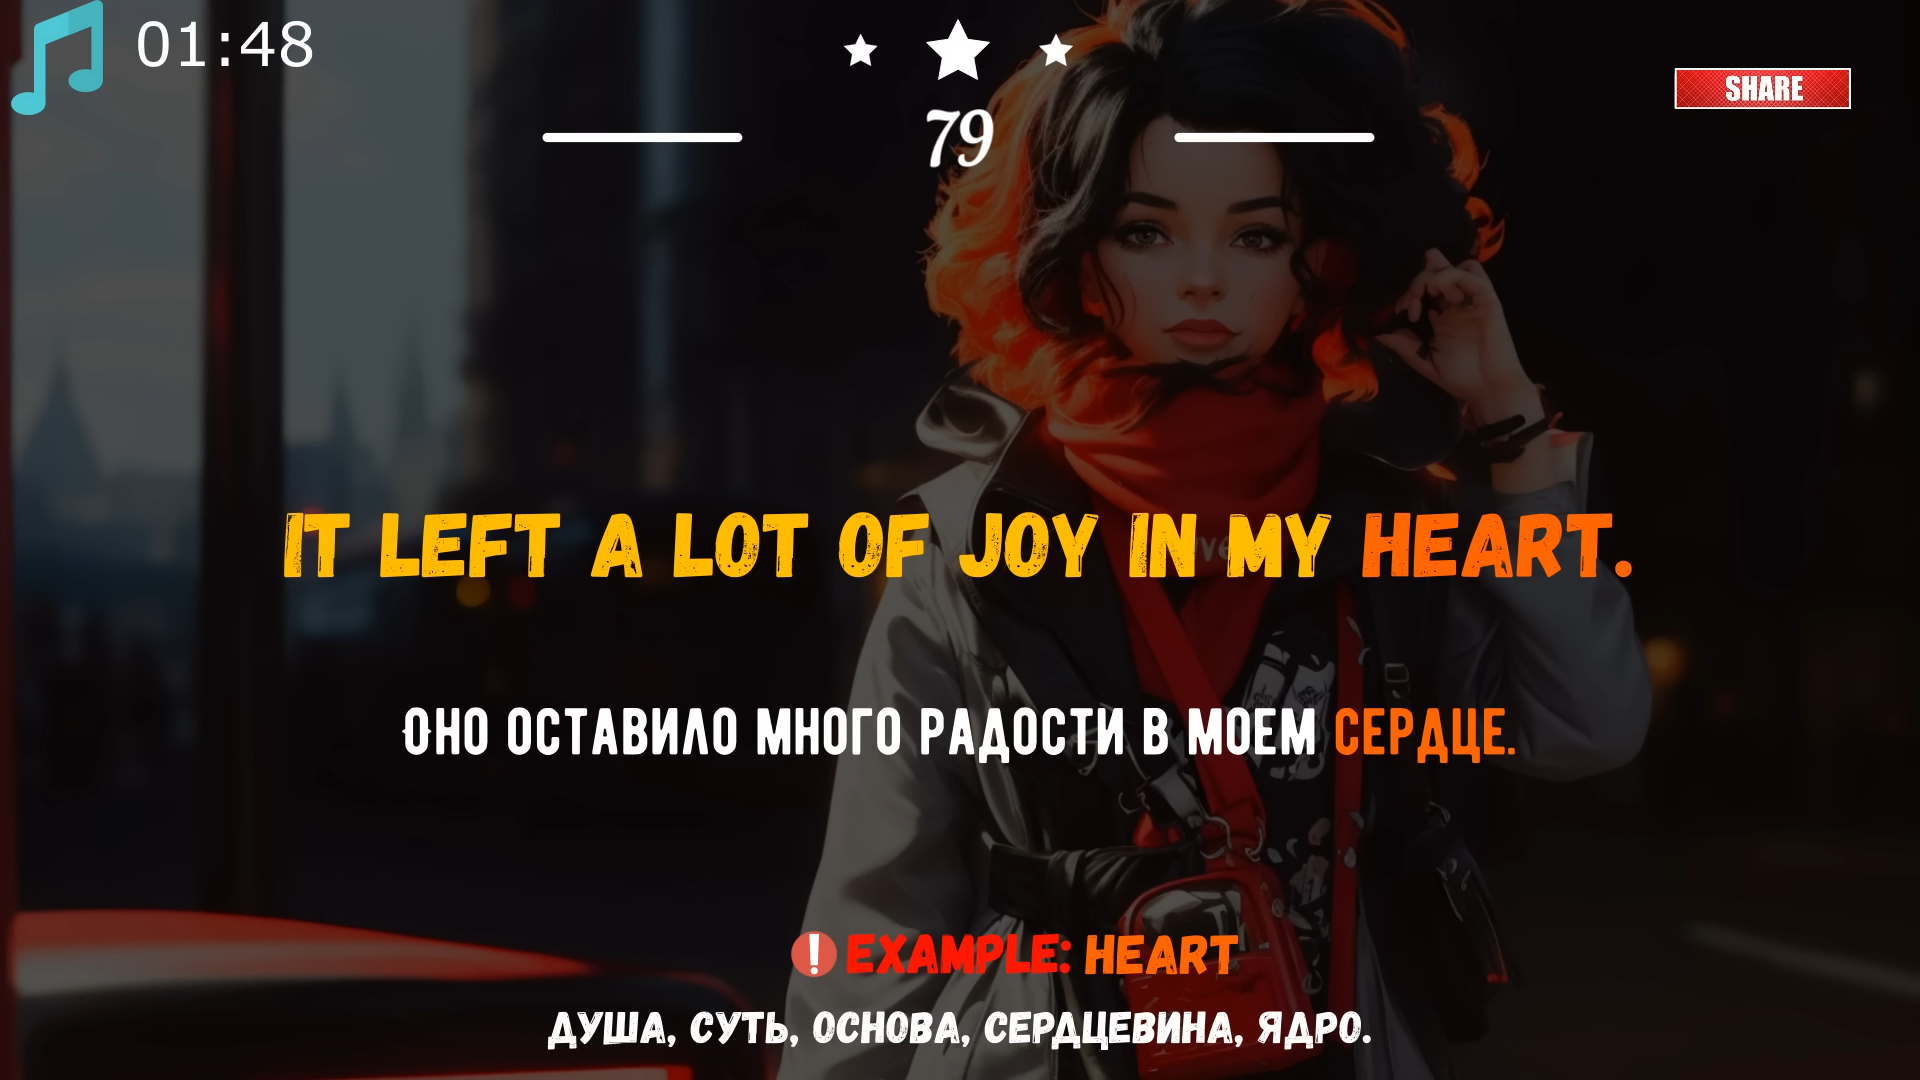 01:48
SHARE
79
IT LEFT A LOT OF JOY IN MY HEART.
ОНО ОСТАВИЛО МНОГО РАДОСТИ В МОЕМ СЕРДЦЕ.
❗ EXAMPLE: HEART
ДУША, СУТЬ, ОСНОВА, СЕРДЦЕВИНА, ЯДРО.